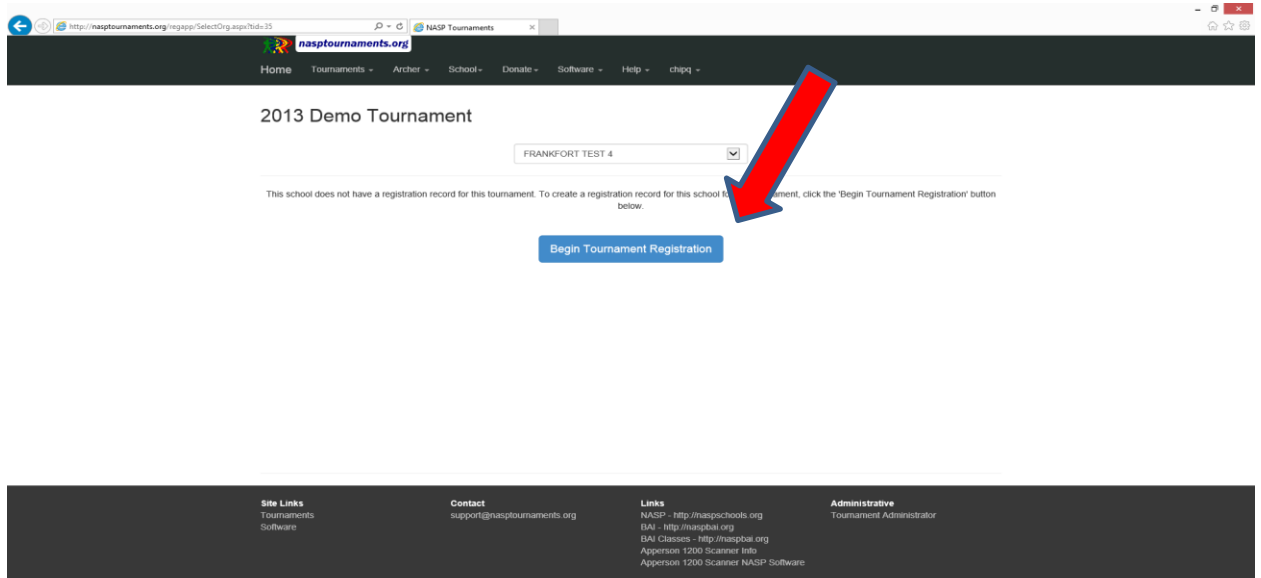 http://nasptournaments.org/regapp/SelectOrg.aspx?tid=35
NASP Tournaments
nasptournaments.org
Home Tournaments Archer School Donate Software Help chipq
2013 Demo Tournament
FRANKFORT TEST 4
This school does not have a registration record for this tournament. To create a registration record for this school click the 'Begin Tournament Registration' button
below.
Begin Tournament Registration
Site Links Contact Links Administrative
Tournaments support@nasptournaments.org NASP - http://naspschools.org Tournament Administrator
Software BAI - http://naspbai.org
BAI Classes - http://naspbai.org
Apperson 1200 Scanner Info
Apperson 1200 Scanner NASP Software